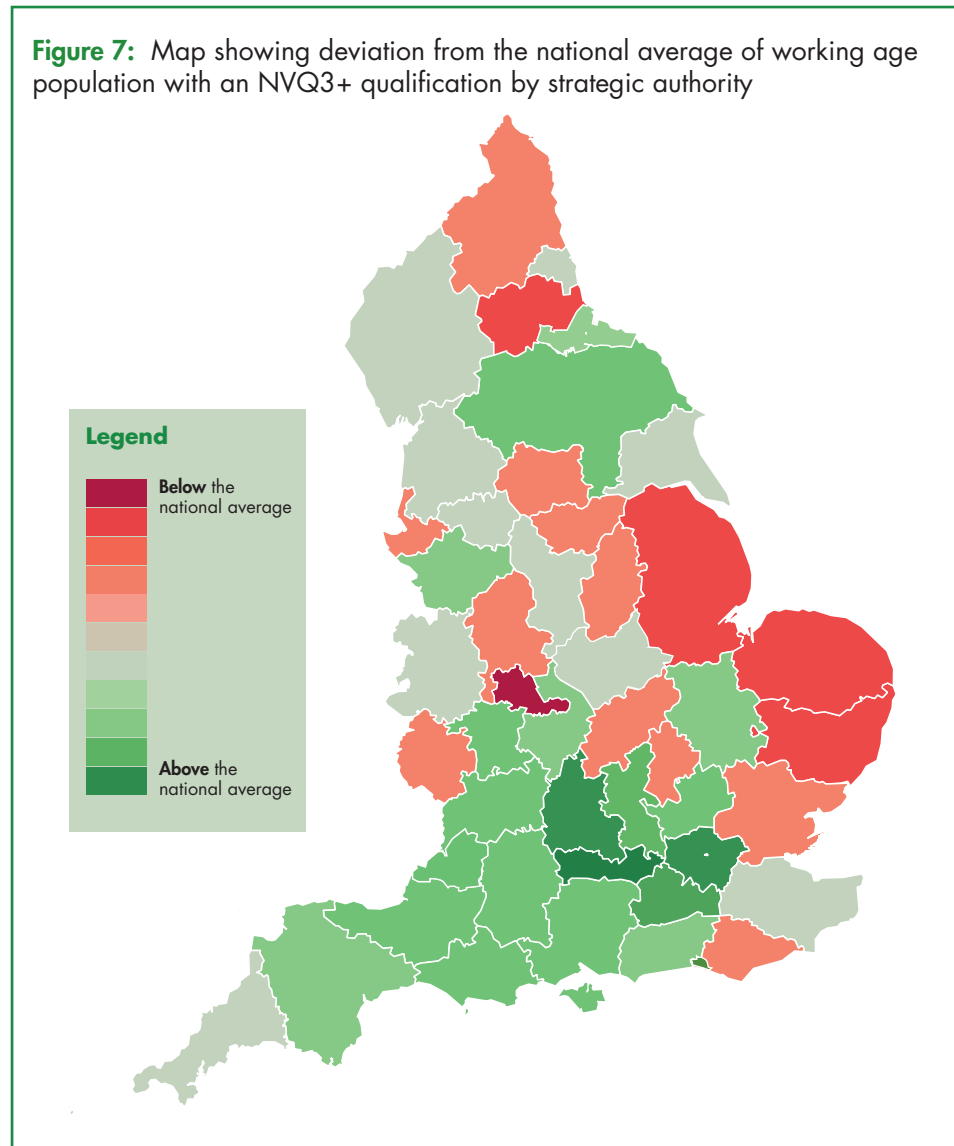 Figure 7: Map showing deviation from the national average of working age
population with an NVQ3+ qualification by strategic authority
Legend
Below the
national average
Above the
national average